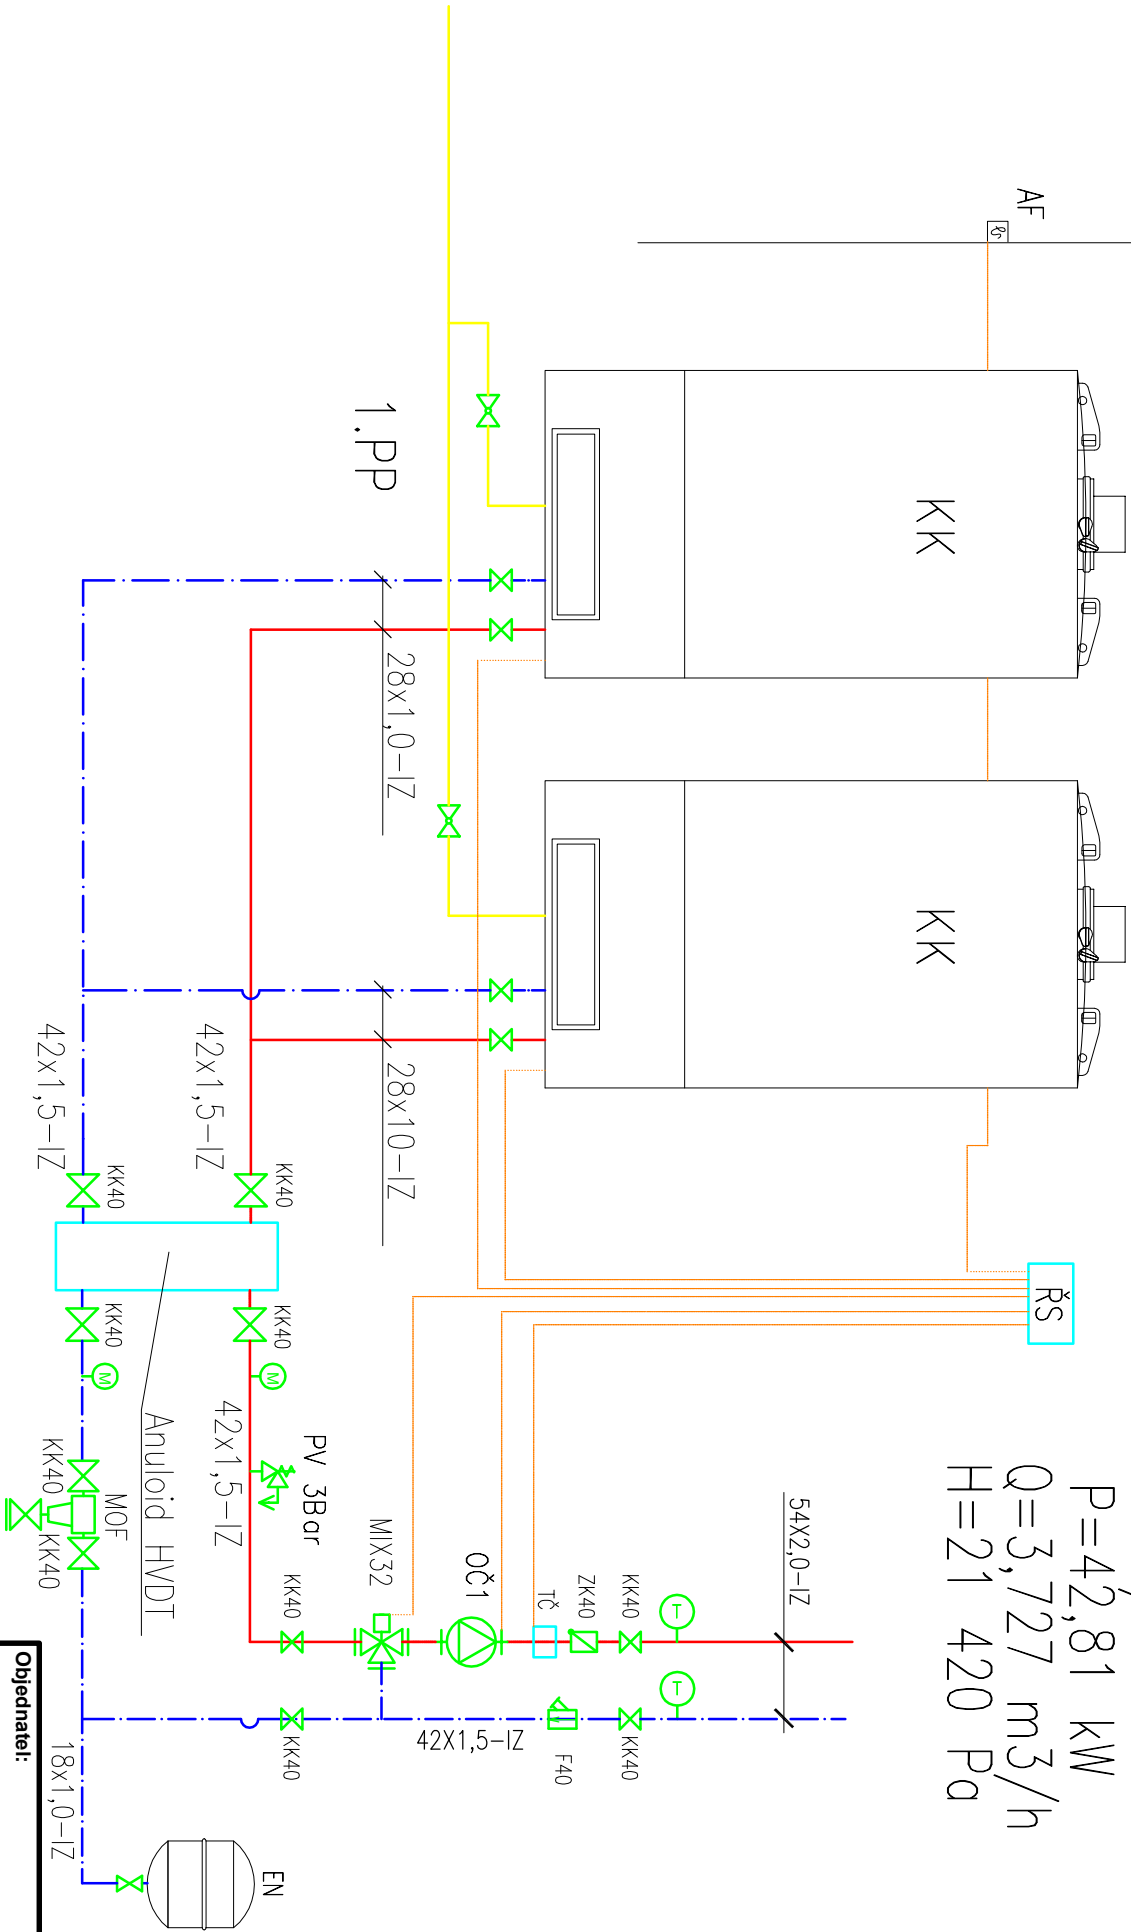 P=42,81 kW
Q=3,727 m3/h
H=21 420 Pa
AF
KK
KK
ŘS
1.PP
28x1,0-IZ
28x10-IZ
42x1,5-IZ
42x1,5-IZ
KK40
KK40
KK40
KK40
M
M
42x1,5-IZ
Anuloid HVDT
PV 3Bar
MIX32
OČ1
TČ
ZK40
KK40
T
54X2,0-IZ
KK40
KK40
42X1,5-IZ
F40
KK40
T
KK40
MOF
KK40
18x1,0-IZ
EN
Objednatel: